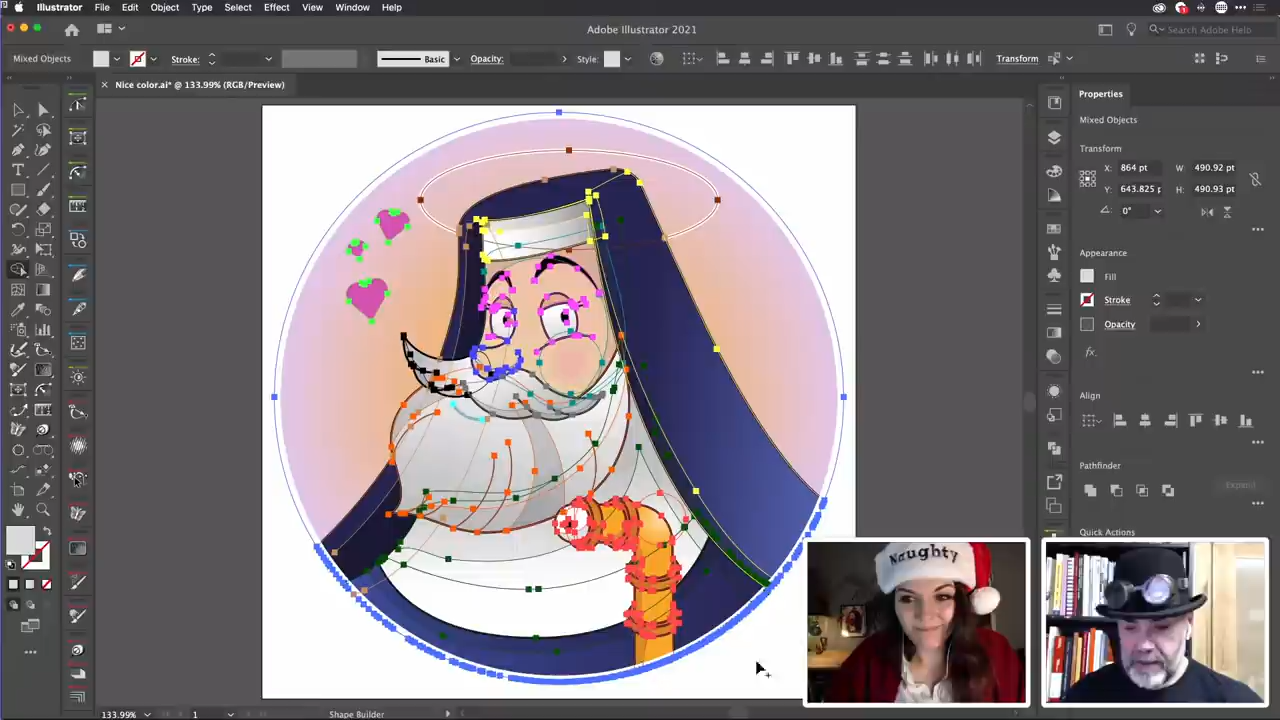 Illustrator File Edit Object Type Select Effect View Window Help
Adobe Illustrator 2021
Search Adobe Help
Mixed Objects Stroke: Basic Opacity: Style: Transform
× Nice color.ai* @ 133.99% (RGB/Preview)
Properties
Mixed Objects
Transform
X: 864 pt W: 490.92 pt
Y: 643.825 p H: 490.93 pt
0°
Appearance
Fill
Stroke
Opacity
fx.
Align
Pathfinder
Expand
Quick Actions
Naughty
133.99% 1 Shape Builder